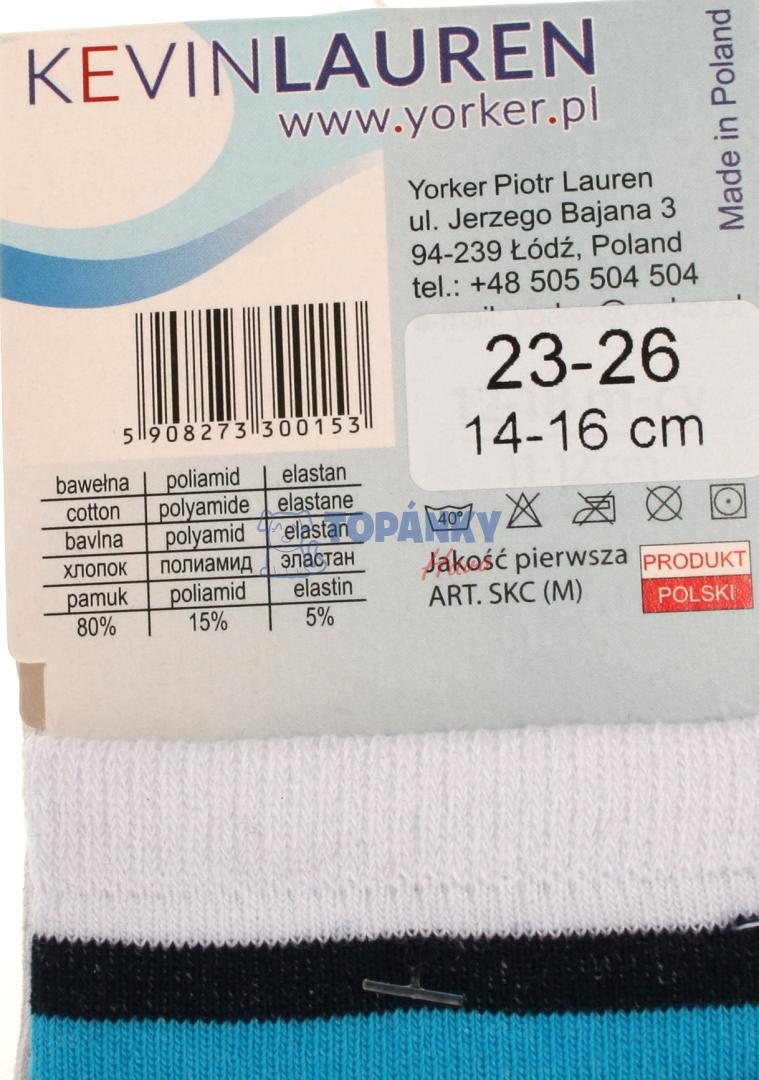 KEVINLAUREN
www.yorker.pl
Made in Poland
Yorker Piotr Lauren
ul. Jerzego Bajana 3
94-239 Łódź, Poland
tel.: +48 505 504 504
23-26
14-16 cm
5 908273 300153
bawełna poliamid elastan
cotton polyamide elastane
bavlna polyamid elastan
хлопок полиамид эластан
pamuk poliamid elastin
80% 15% 5%
40°
TOPÁNKY
Jakość pierwsza
ART. SKC (M)
PRODUKT
POLSKI